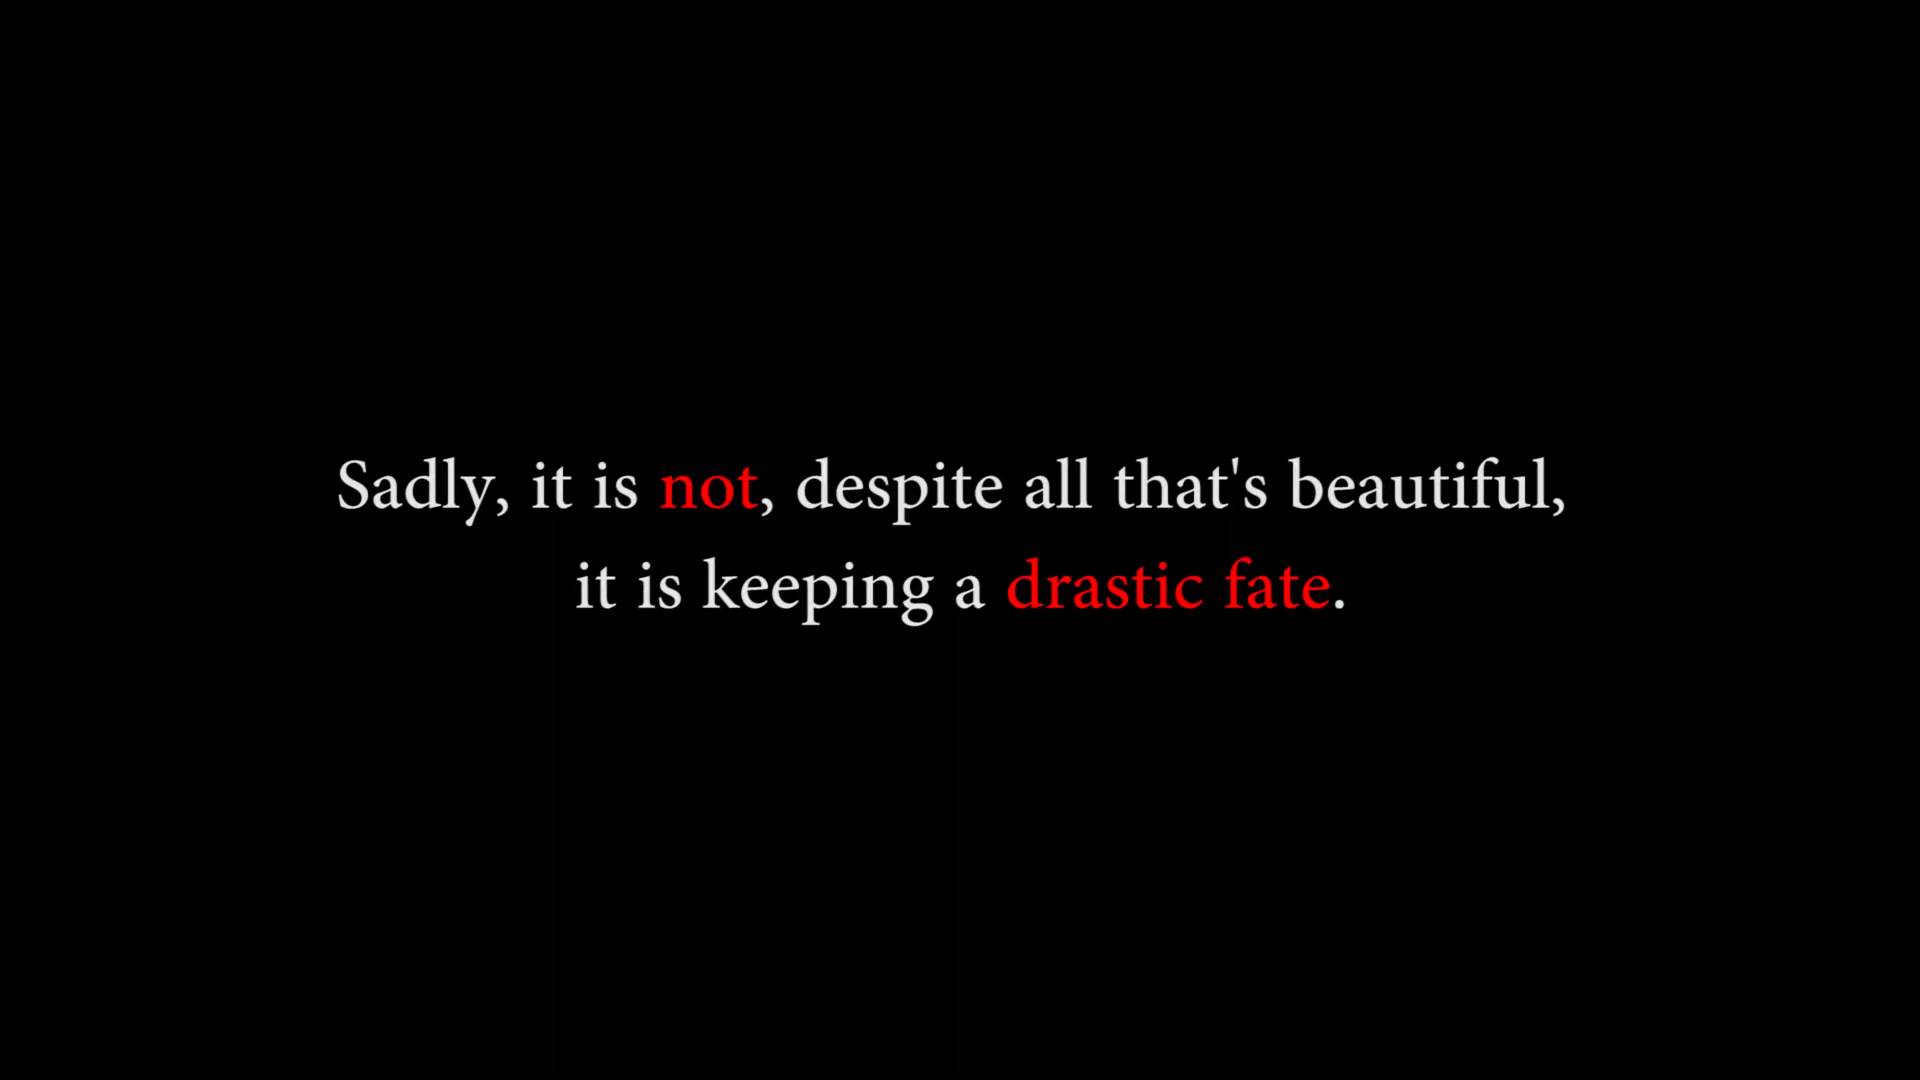 Sadly, it is not, despite all that's beautiful,
it is keeping a drastic fate.